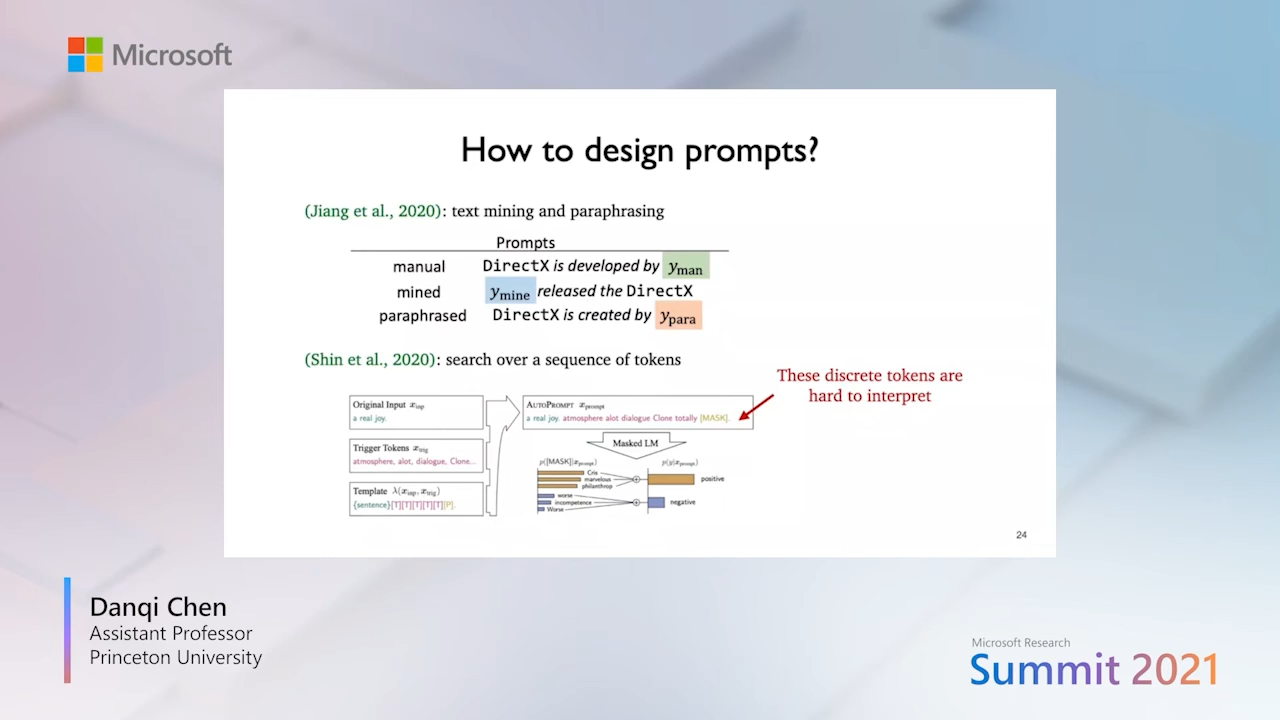 Microsoft
How to design prompts?
(Jiang et al., 2020): text mining and paraphrasing
Prompts
manual DirectX is developed by yman
mined ymine released the DirectX
paraphrased DirectX is created by ypara
(Shin et al., 2020): search over a sequence of tokens
These discrete tokens are
hard to interpret
Original Input xinp
a real joy.
AUTOPROMPT xprompt
a real joy. atmosphere alot dialogue Clone totally [MASK].
Trigger Tokens xtrig
atmosphere, alot, dialogue, Clone...
Masked LM
Template λ(xinp, xtrig)
{sentence}[T][T][T][T][T][P].
p([MASK]|xprompt)
p(y|xprompt)
Cris
marvelous
philanthrop
positive
worse
incompetence
Worse
negative
24
Danqi Chen
Assistant Professor
Princeton University
Microsoft Research
Summit 2021